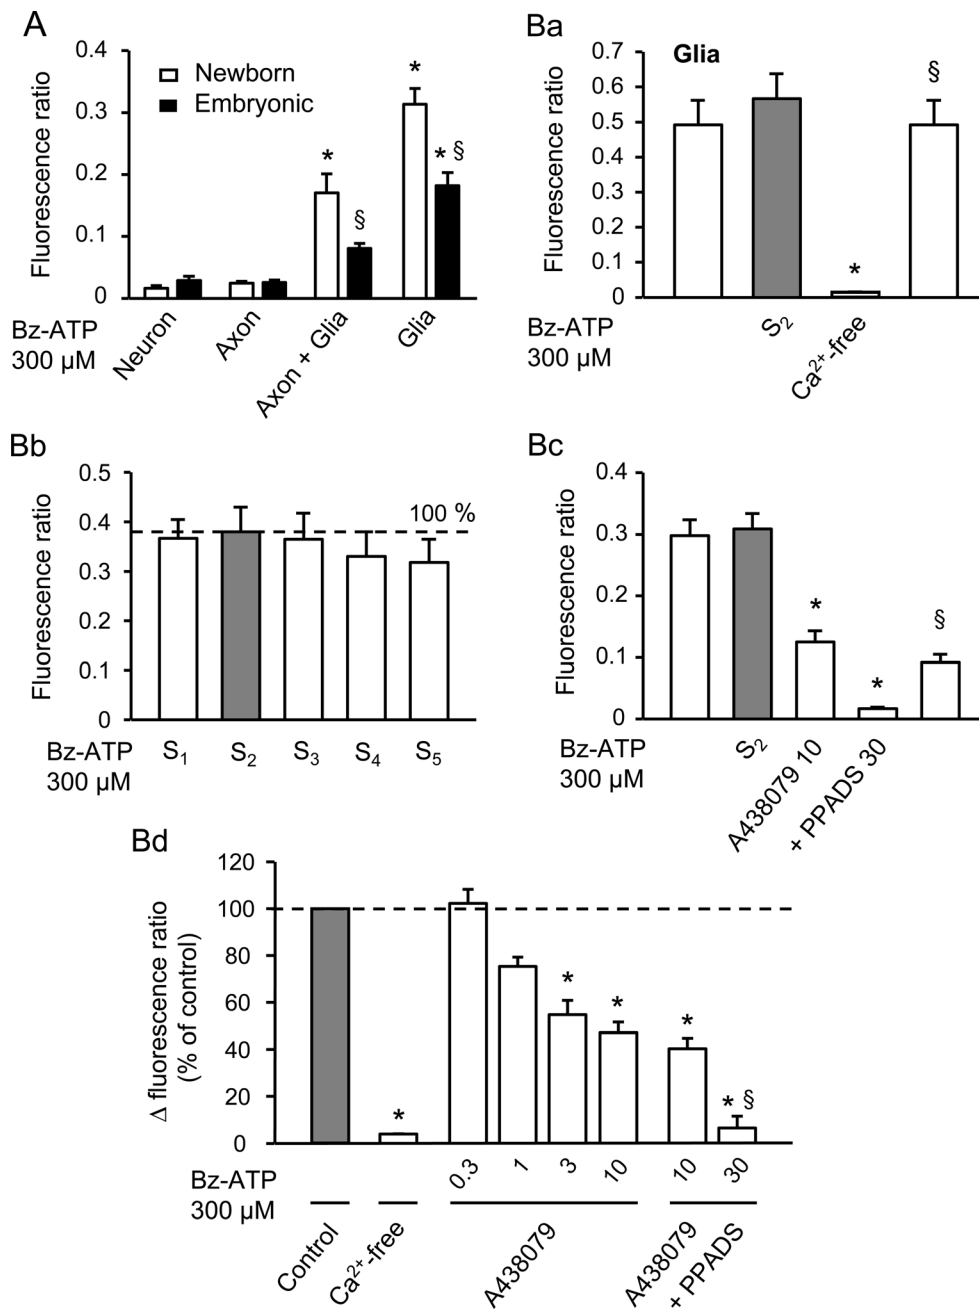 A
Fluorescence ratio
0.4
0.3
0.2
0.1
0
Newborn
Embryonic
*
§
*
* §
Bz-ATP
300 µM
Neuron
Axon
Axon + Glia
Glia
Ba
Fluorescence ratio
0.7
0.6
0.5
0.4
0.3
0.2
0.1
0
Glia
*
§
Bz-ATP
300 µM
S₂
Ca²⁺-free
Bb
Fluorescence ratio
0.5
0.4
0.3
0.2
0.1
0
100 %
Bz-ATP
300 µM
S₁
S₂
S₃
S₄
S₅
Bc
Fluorescence ratio
0.4
0.3
0.2
0.1
0
*
*
§
Bz-ATP
300 µM
S₂
A438079 10
+ PPADS 30
Bd
Δ fluorescence ratio
(% of control)
120
100
80
60
40
20
0
*
*
*
*
* §
Bz-ATP
300 µM
0.3
1
3
10
10
30
Control
Ca²⁺-free
A438079
A438079
+ PPADS